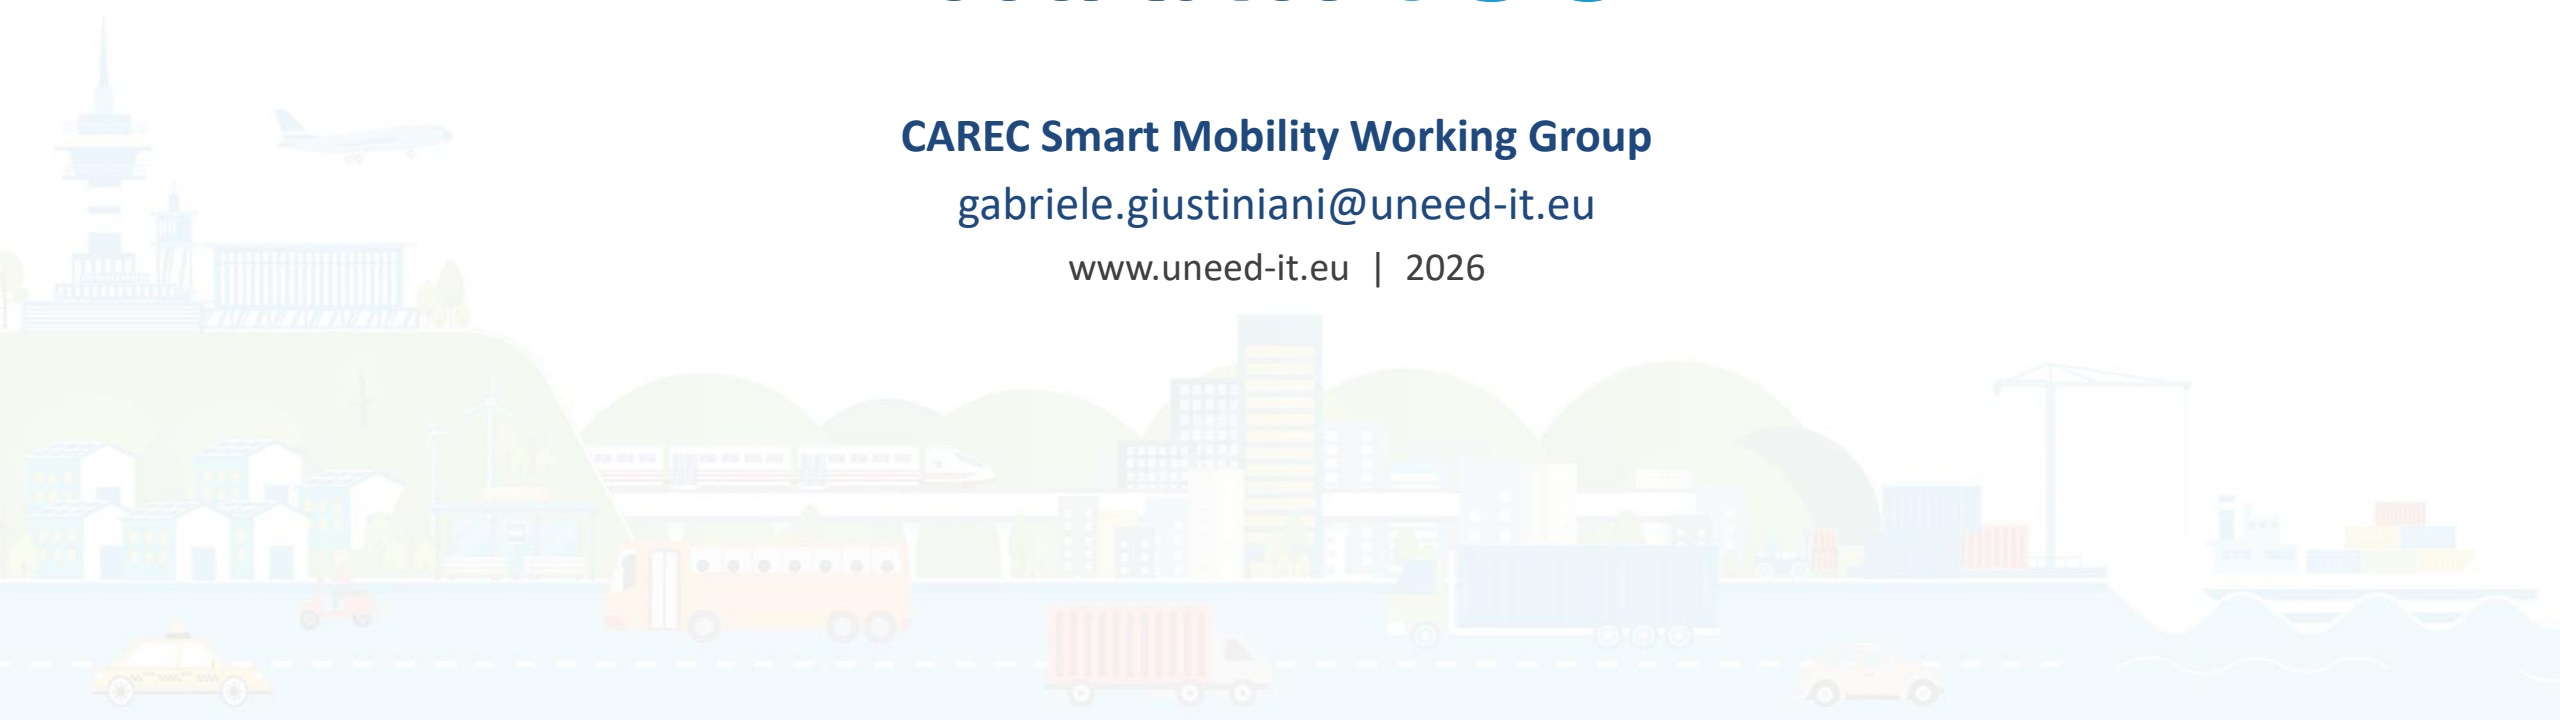 CAREC Smart Mobility Working Group
gabriele.giustiniani@uneed-it.eu
www.uneed-it.eu | 2026